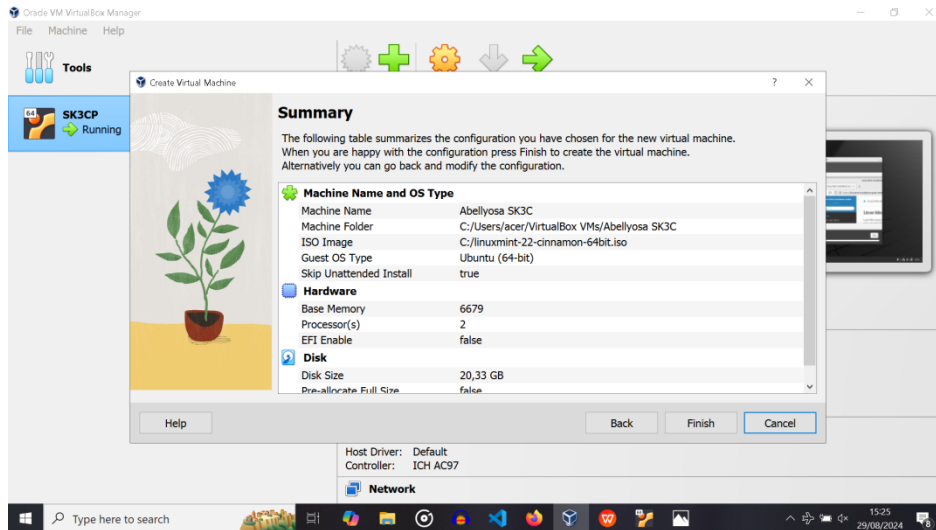 Oracle VM VirtualBox Manager
File Machine Help
Tools
64 SK3CP
Running
Create Virtual Machine
Summary
The following table summarizes the configuration you have chosen for the new virtual machine.
When you are happy with the configuration press Finish to create the virtual machine.
Alternatively you can go back and modify the configuration.
Machine Name and OS Type
Machine Name Abellyosa SK3C
Machine Folder C:/Users/acer/VirtualBox VMs/Abellyosa SK3C
ISO Image C:/linuxmint-22-cinnamon-64bit.iso
Guest OS Type Ubuntu (64-bit)
Skip Unattended Install true
Hardware
Base Memory 6679
Processor(s) 2
EFI Enable false
Disk
Disk Size 20,33 GB
Pre-allocate Full Size false
Help Back Finish Cancel
Host Driver: Default
Controller: ICH AC97
Network
Type here to search
15:25
29/08/2024